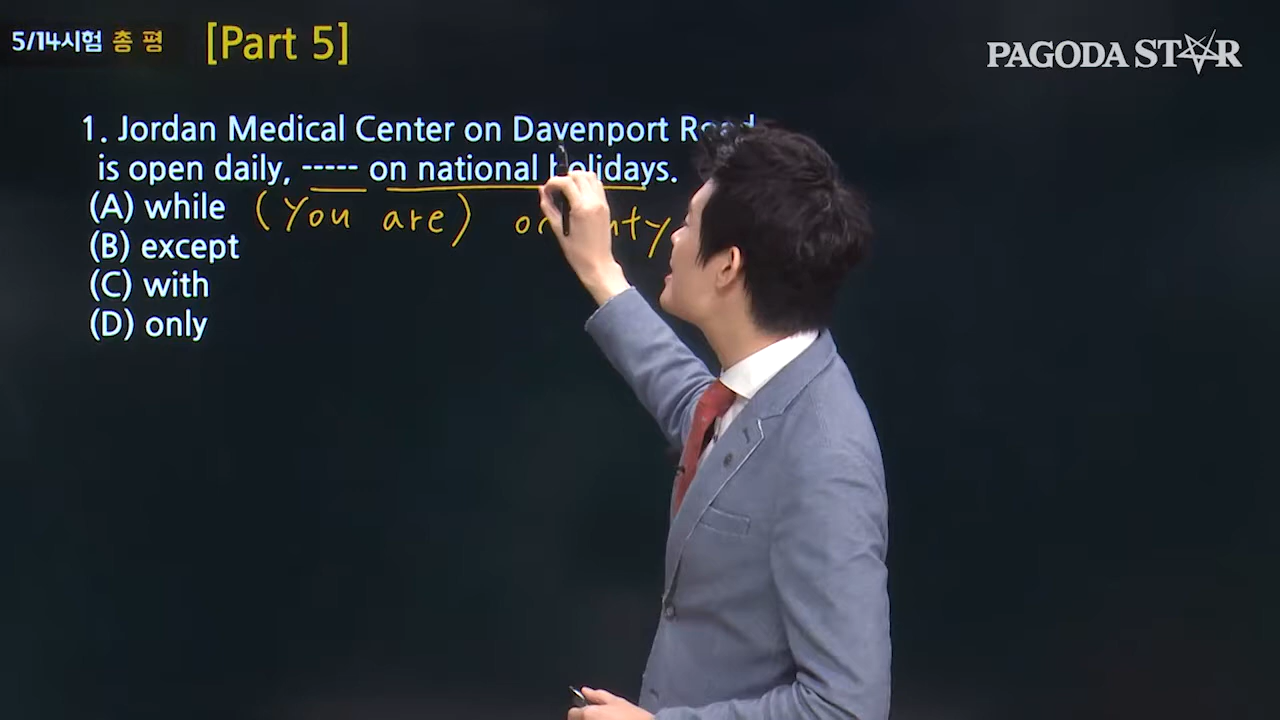 5/14시험 총평 [Part 5]
PAGODA STAR
1. Jordan Medical Center on Davenport Road
is open daily, ----- on national holidays.
(A) while (you are)
(B) except
(C) with
(D) only